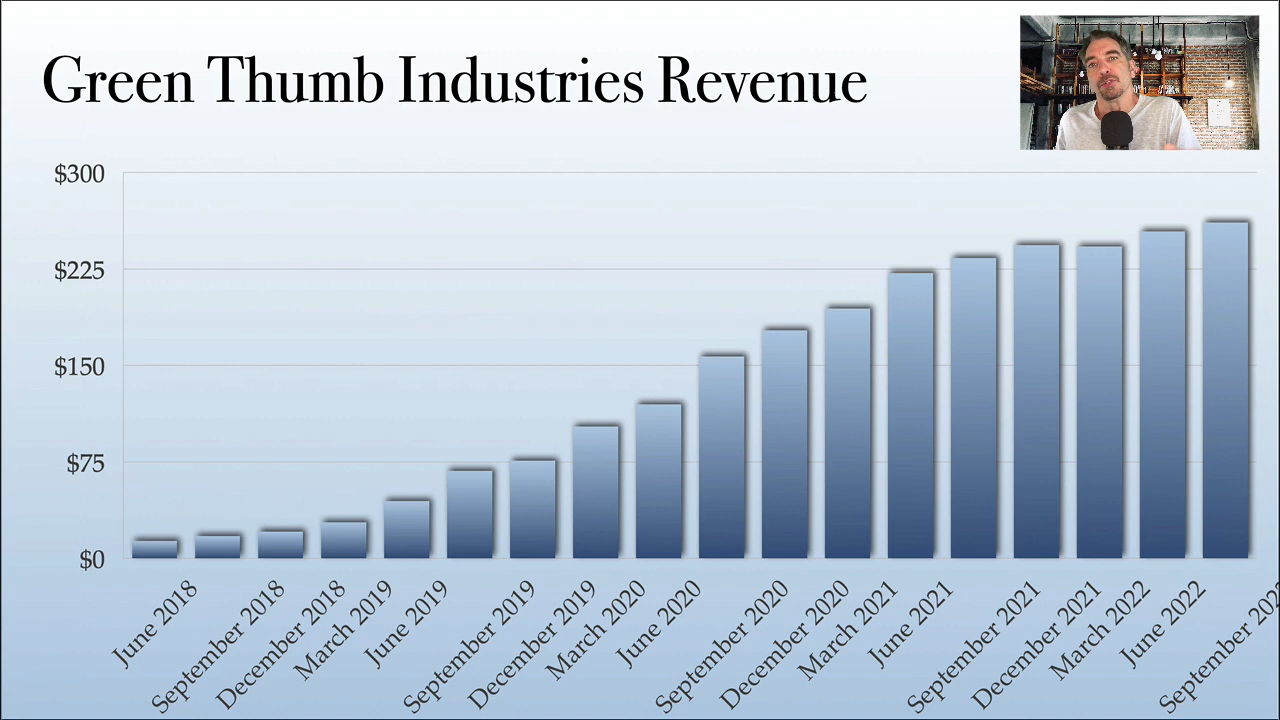 Green Thumb Industries Revenue
$300
$225
$150
$75
$0
June 2018
September 2018
December 2018
March 2019
June 2019
September 2019
December 2019
March 2020
June 2020
September 2020
December 2020
March 2021
June 2021
September 2021
December 2021
March 2022
June 2022
September 202